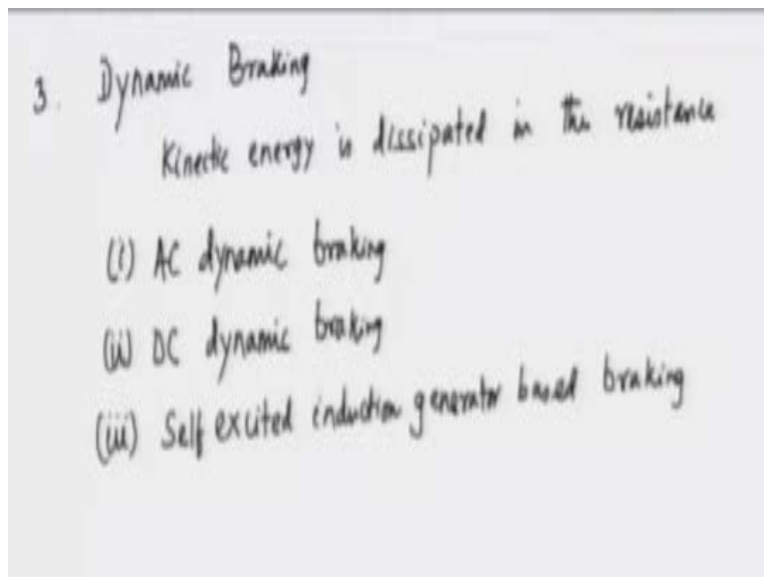 3. Dynamic Braking
Kinectic energy is dissipated in the resistance
(i) AC dynamic braking
(ii) DC dynamic braking
(iii) Self excited induction generator based braking